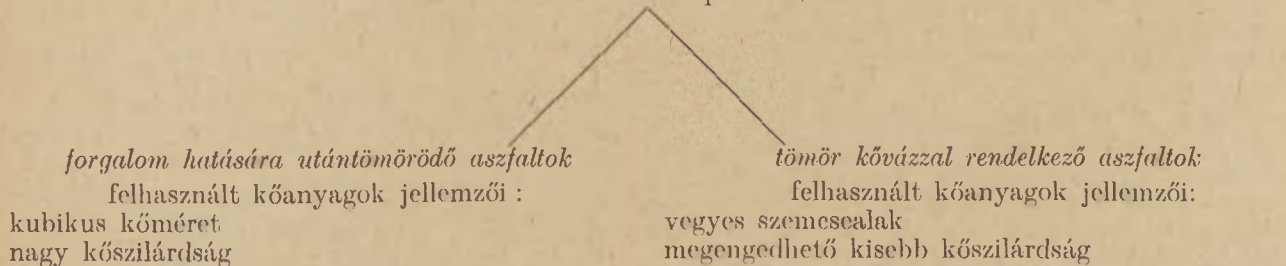 forgalom hatására utántömörödő aszfaltok
felhasznált kőanyagok jellemzői :
kubikus kőméret
nagy kőszilárdság
tömör kővázzal rendelkező aszfaltok
felhasznált kőanyagok jellemzői:
vegyes szemcsealak
megengedhető kisebb kőszilárdság